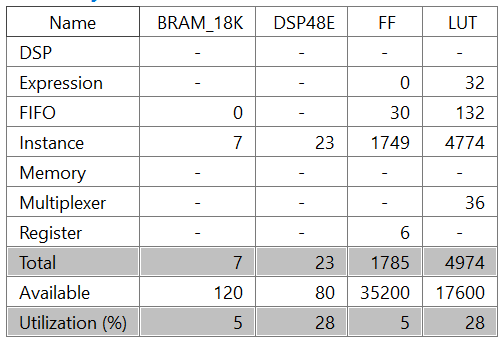 Name BRAM_18K DSP48E FF LUT
DSP - - - -
Expression - - 0 32
FIFO 0 - 30 132
Instance 7 23 1749 4774
Memory - - - -
Multiplexer - - - 36
Register - - 6 -
Total 7 23 1785 4974
Available 120 80 35200 17600
Utilization (%) 5 28 5 28